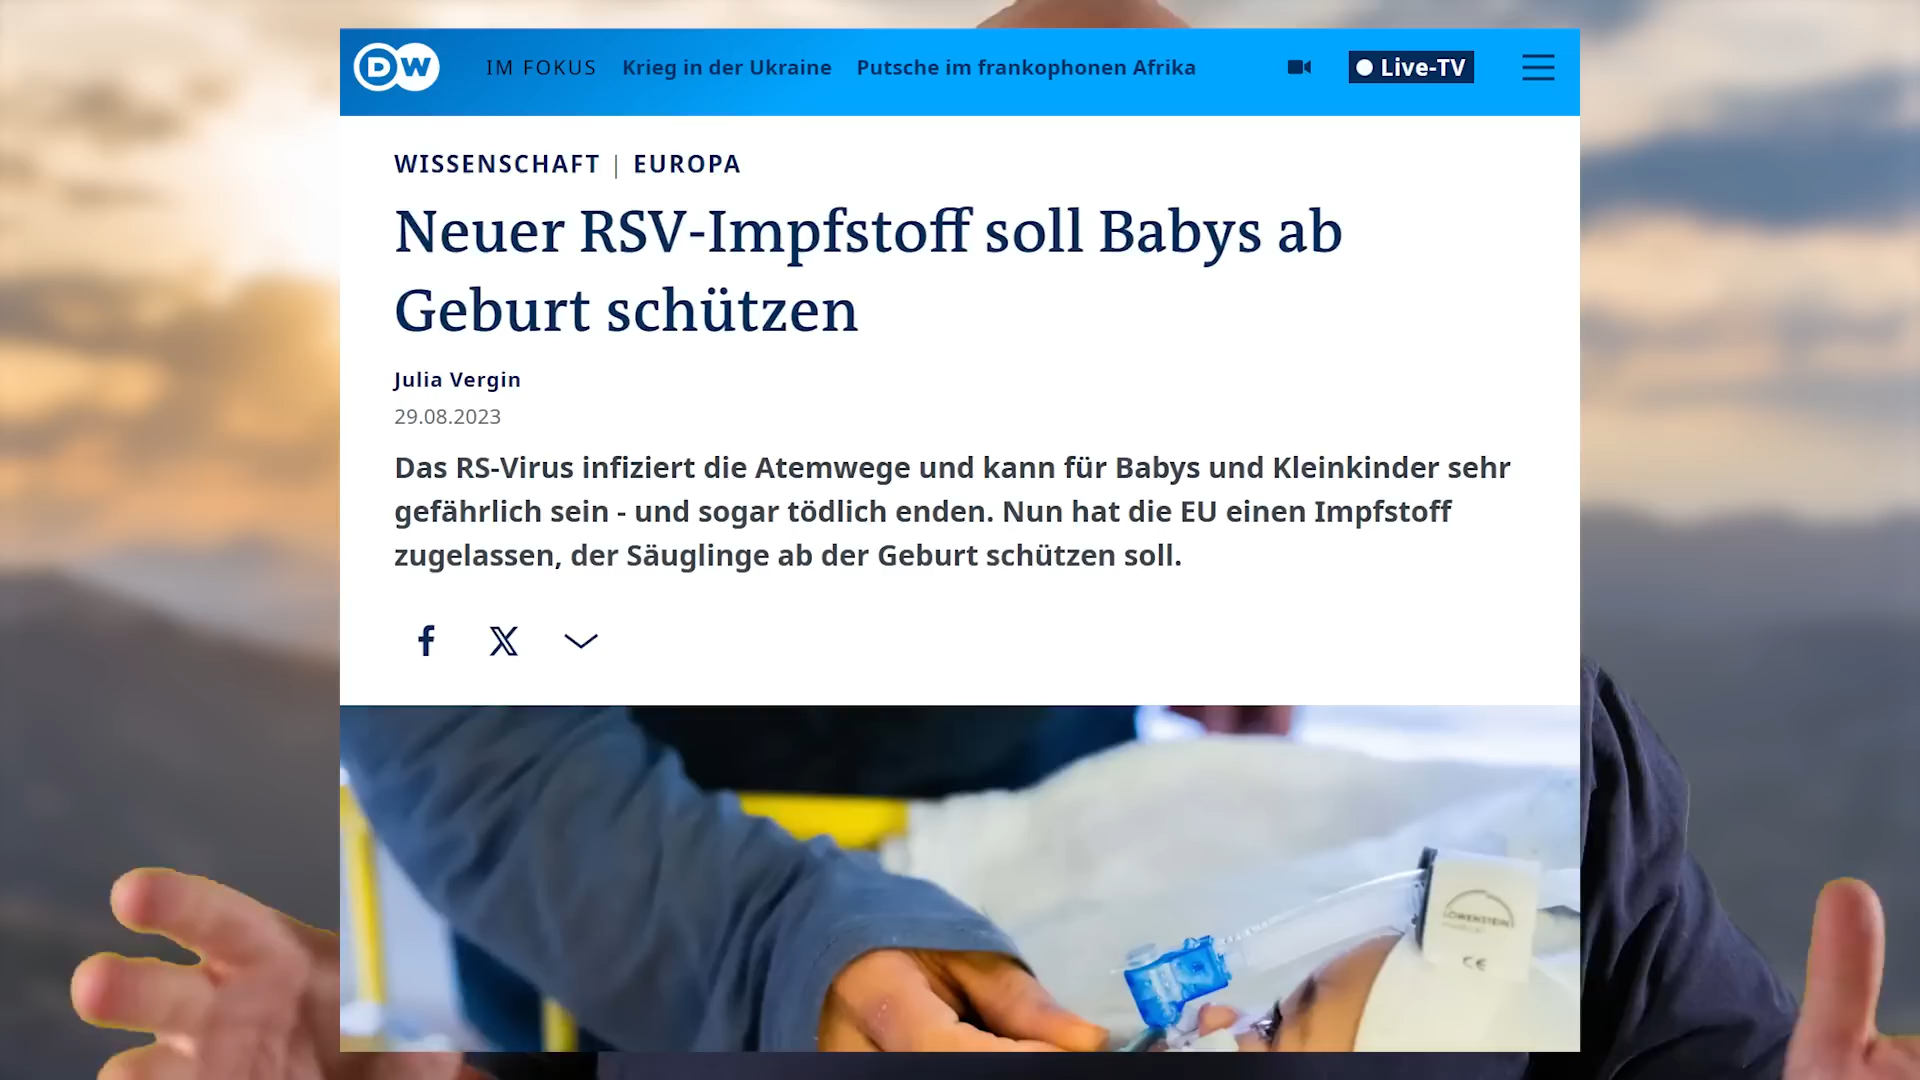 DW IM FOKUS Krieg in der Ukraine Putsche im frankophonen Afrika Live-TV
WISSENSCHAFT | EUROPA
Neuer RSV-Impfstoff soll Babys ab
Geburt schützen
Julia Vergin
29.08.2023
Das RS-Virus infiziert die Atemwege und kann für Babys und Kleinkinder sehr
gefährlich sein - und sogar tödlich enden. Nun hat die EU einen Impfstoff
zugelassen, der Säuglinge ab der Geburt schützen soll.
LÖWENSTEIN
CE